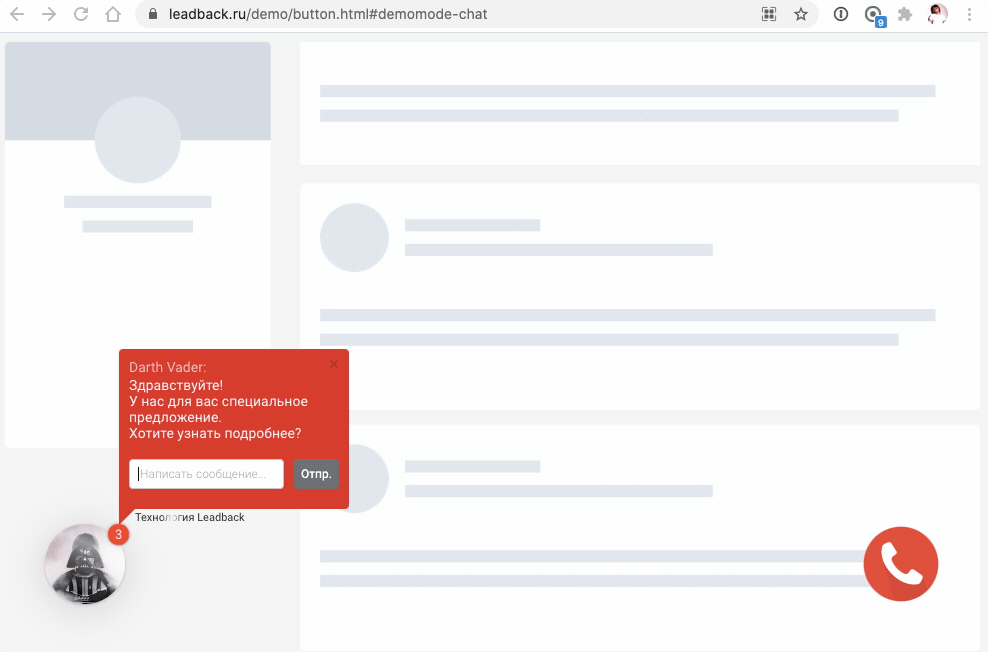 leadback.ru/demo/button.html#demomode-chat
9
Darth Vader:
Здравствуйте!
У нас для вас специальное
предложение.
Хотите узнать подробнее?
Написать сообщение...
Отпр.
Технология Leadback
3